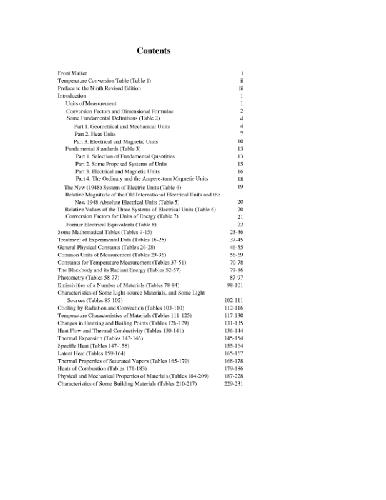 Contents
Front Matter i
Temperature Conversion Table (Table 1) ii
Preface to the Ninth Revised Edition iii
Introduction 1
Units of Measurement 1
Conversion Factors and Dimensional Formulae 2
Some Fundamental Definitions (Table 2) 4
Part 1. Geometrical and Mechanical Units 4
Part 2. Heat Units 7
Part 3. Electrical and Magnetic Units 10
Fundamental Standards (Table 3) 13
Part 1. Selection of Fundamental Quantities 13
Part 2. Some Proposed Systems of Units 15
Part 3. Electrical and Magnetic Units 16
Part 4. The Ordinary and the Ampere-turn Magnetic Units 18
The New (1948) System of Electric Units (Table 4) 19
Relative Magnitude of the Old International Electrical Units and the
New 1948 Absolute Electrical Units (Table 5) 20
Relative Values of the Three Systems of Electrical Units (Table 6) 20
Conversion Factors for Units of Energy (Table 7) 21
Former Electrical Equivalents (Table 8) 22
Some Mathematical Tables (Tables 9-15) 23-36
Treatment of Experimental Data (Tables 16-25) 37-45
General Physical Constants (Tables 26-28) 46-55
Common Units of Measurement (Tables 29-36) 56-69
Constants for Temperature Measurement (Tables 37-51) 70-78
The Blackbody and its Radiant Energy (Tables 52-57) 79-86
Photometry (Tables 58-77) 87-97
Emissivities of a Number of Materials (Tables 78-84) 98-101
Characteristics of Some Light-source Materials, and Some Light
Sources (Tables 85-102) 102-111
Cooling by Radiation and Convection (Tables 103-110) 112-116
Temperature Characteristics of Materials (Tables 111-125) 117-130
Changes in Freezing and Boiling Points (Tables 126-129) 131-135
Heat Flow and Thermal Conductivity (Tables 130-141) 136-144
Thermal Expansion (Tables 142-146) 145-154
Specific Heat (Tables 147-158) 155-164
Latent Heat (Tables 159-164) 165-167
Thermal Properties of Saturated Vapors (Tables 165-170) 168-178
Heats of Combustion (Tables 171-183) 179-186
Physical and Mechanical Properties of Materials (Tables 184-209) 187-228
Characteristics of Some Building Materials (Tables 210-217) 229-231